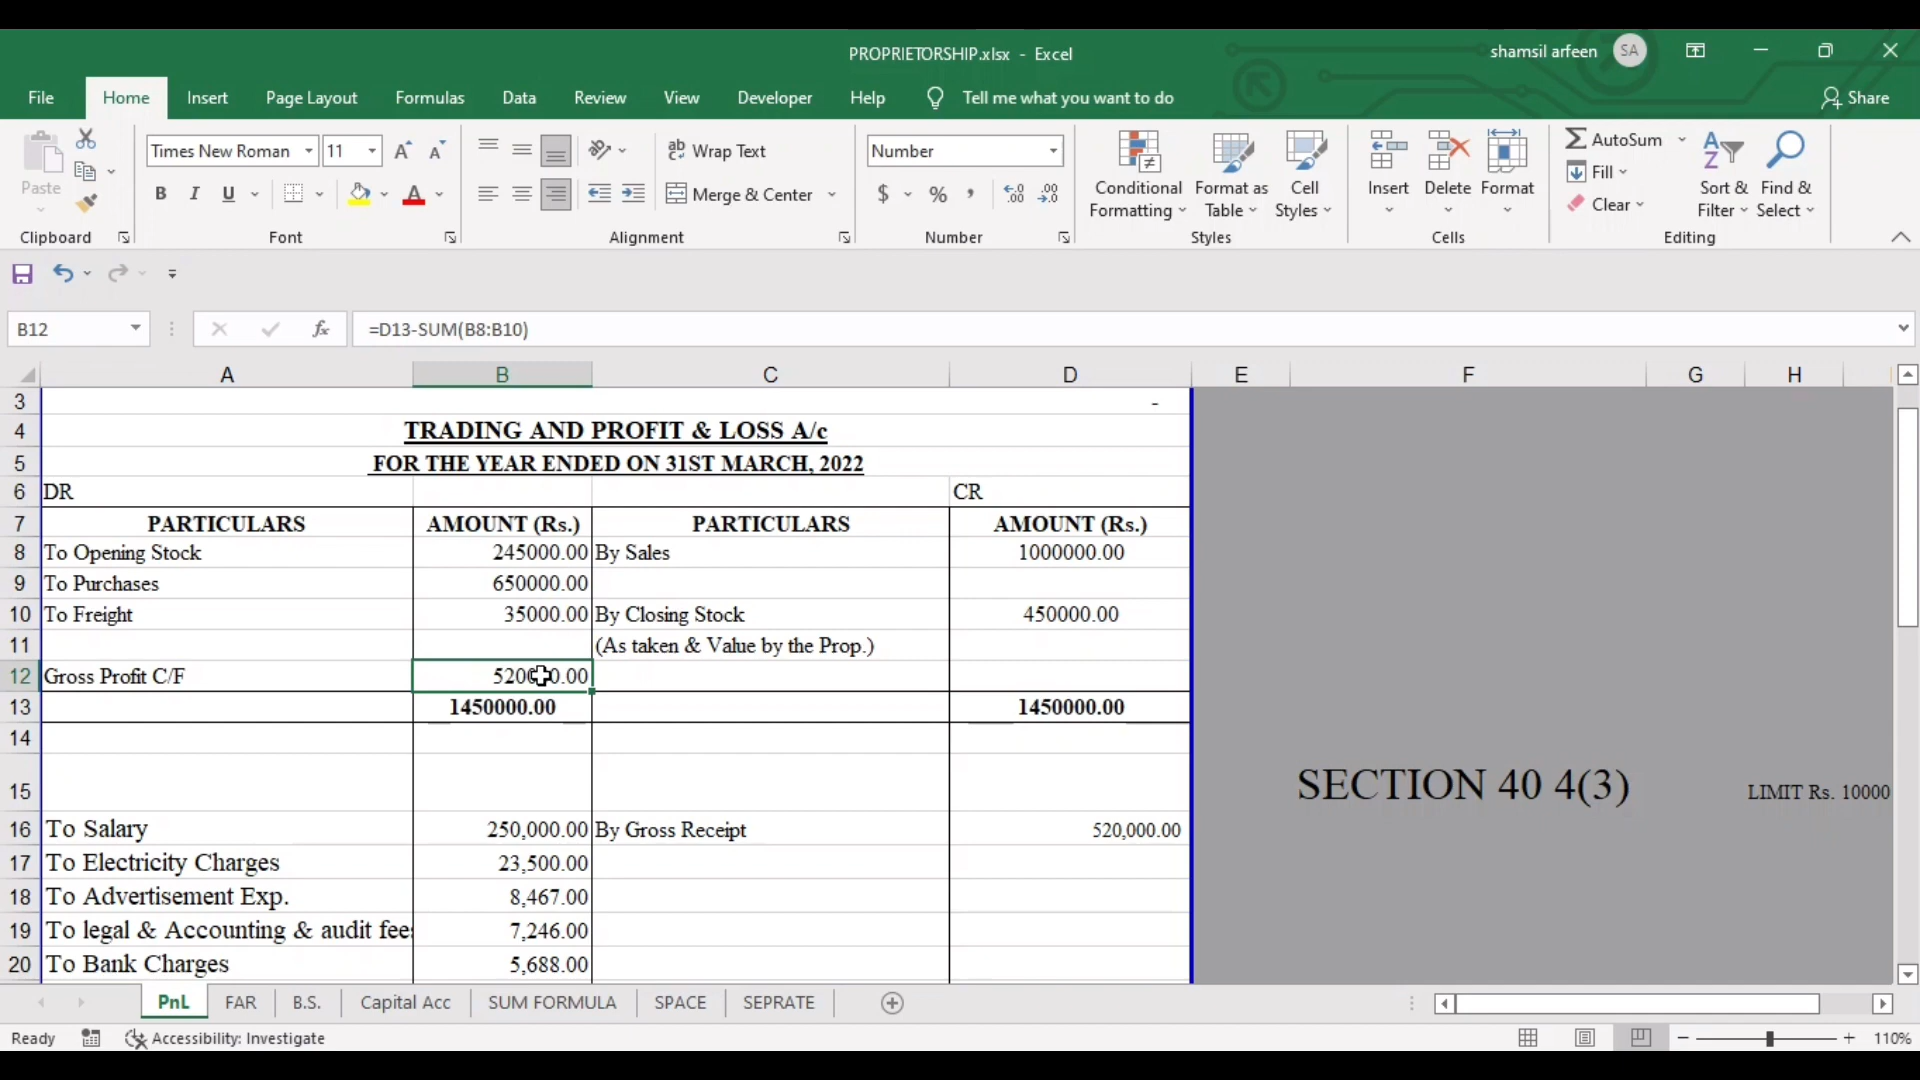 PROPRIETORSHIP.xlsx - Excel
shamsil arfeen SA
File Home Insert Page Layout Formulas Data Review View Developer Help Tell me what you want to do Share
Times New Roman 11 Wrap Text Number AutoSum
Paste B I U Merge & Center $ % , Conditional Formatting Format as Table Cell Styles Insert Delete Format Fill Clear Sort & Filter Find & Select
Clipboard Font Alignment Number Styles Cells Editing
B12 fx =D13-SUM(B8:B10)
A B C D E F G H
3 -
4 TRADING AND PROFIT & LOSS A/c
5 FOR THE YEAR ENDED ON 31ST MARCH, 2022
6 DR CR
7 PARTICULARS AMOUNT (Rs.) PARTICULARS AMOUNT (Rs.)
8 To Opening Stock 245000.00 By Sales 1000000.00
9 To Purchases 650000.00
10 To Freight 35000.00 By Closing Stock 450000.00
11 (As taken & Value by the Prop.)
12 Gross Profit C/F 520000.00
13 1450000.00 1450000.00
14
15 SECTION 40 4(3) LIMIT Rs. 10000
16 To Salary 250,000.00 By Gross Receipt 520,000.00
17 To Electricity Charges 23,500.00
18 To Advertisement Exp. 8,467.00
19 To legal & Accounting & audit fee 7,246.00
20 To Bank Charges 5,688.00
PnL FAR B.S. Capital Acc SUM FORMULA SPACE SEPRATE
Ready Accessibility: Investigate 110%